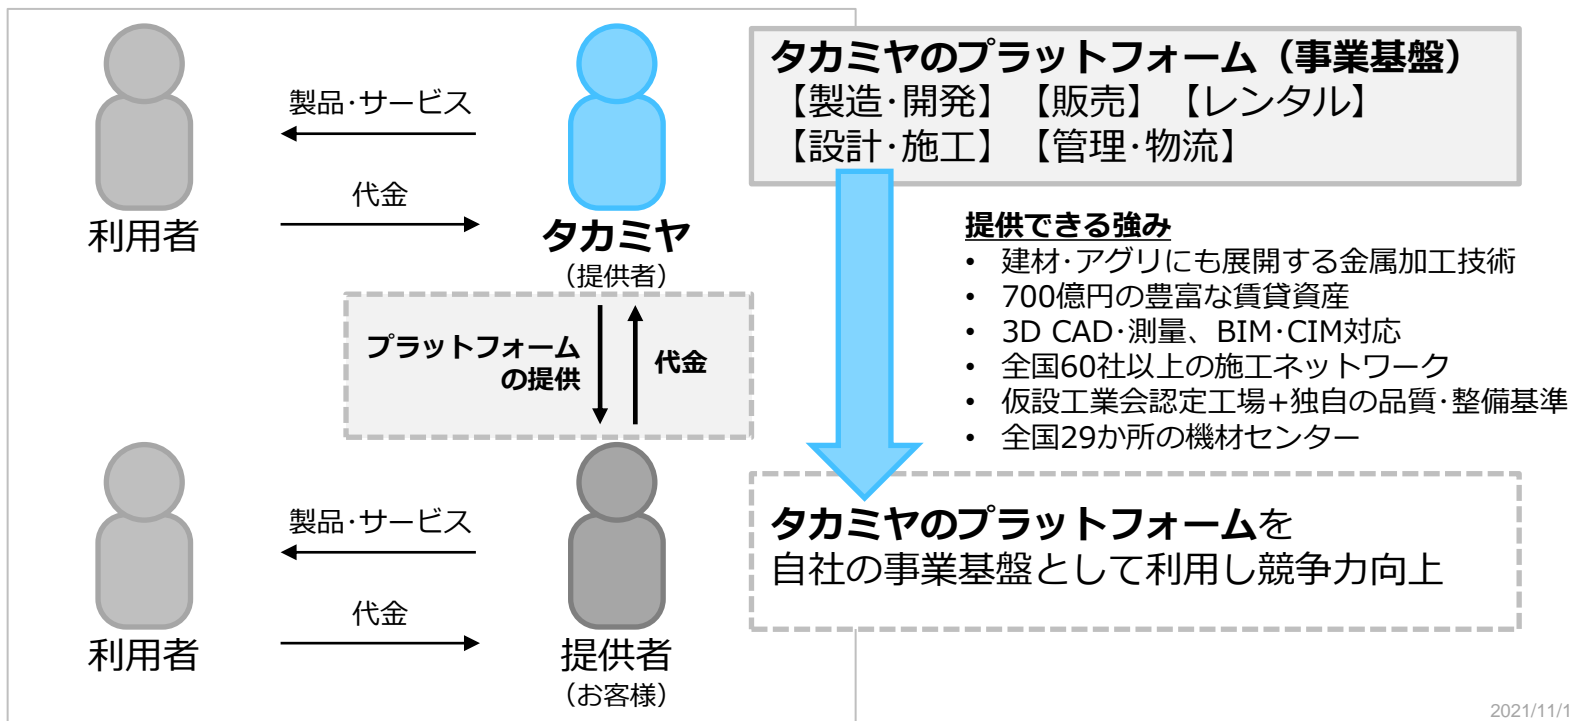 製品･サービス
代金
利用者
タカミヤ
（提供者）
プラットフォーム
の提供
代金
製品･サービス
代金
利用者
提供者
（お客様）
タカミヤのプラットフォーム（事業基盤）
【製造･開発】【販売】【レンタル】
【設計･施工】【管理･物流】
提供できる強み
• 建材･アグリにも展開する金属加工技術
• 700億円の豊富な賃貸資産
• 3D CAD･測量、BIM･CIM対応
• 全国60社以上の施工ネットワーク
• 仮設工業会認定工場+独自の品質･整備基準
• 全国29か所の機材センター
タカミヤのプラットフォームを
自社の事業基盤として利用し競争力向上
2021/11/1